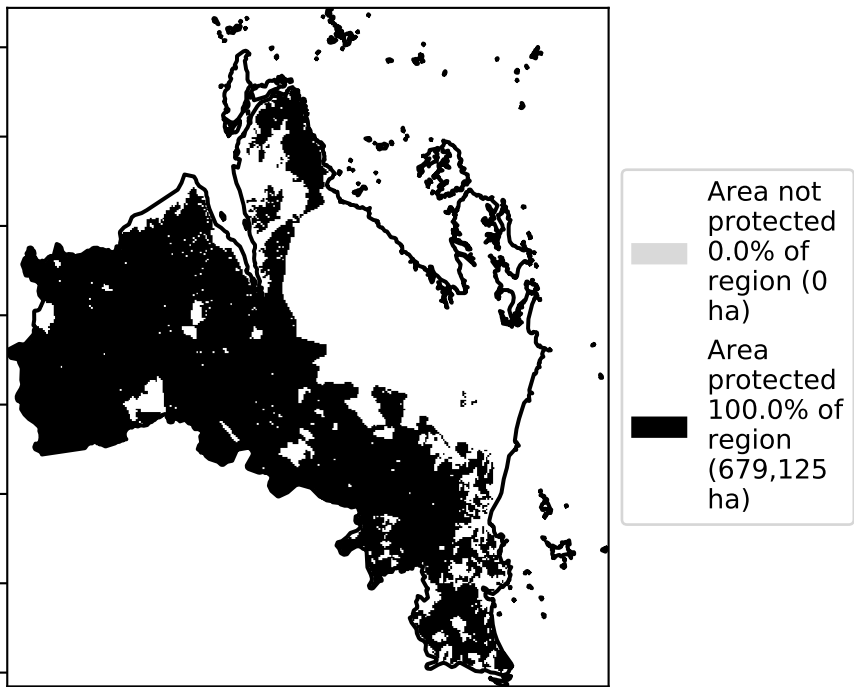 Area not
protected
0.0% of
region (0
ha)
Area
protected
100.0% of
region
(679,125
ha)